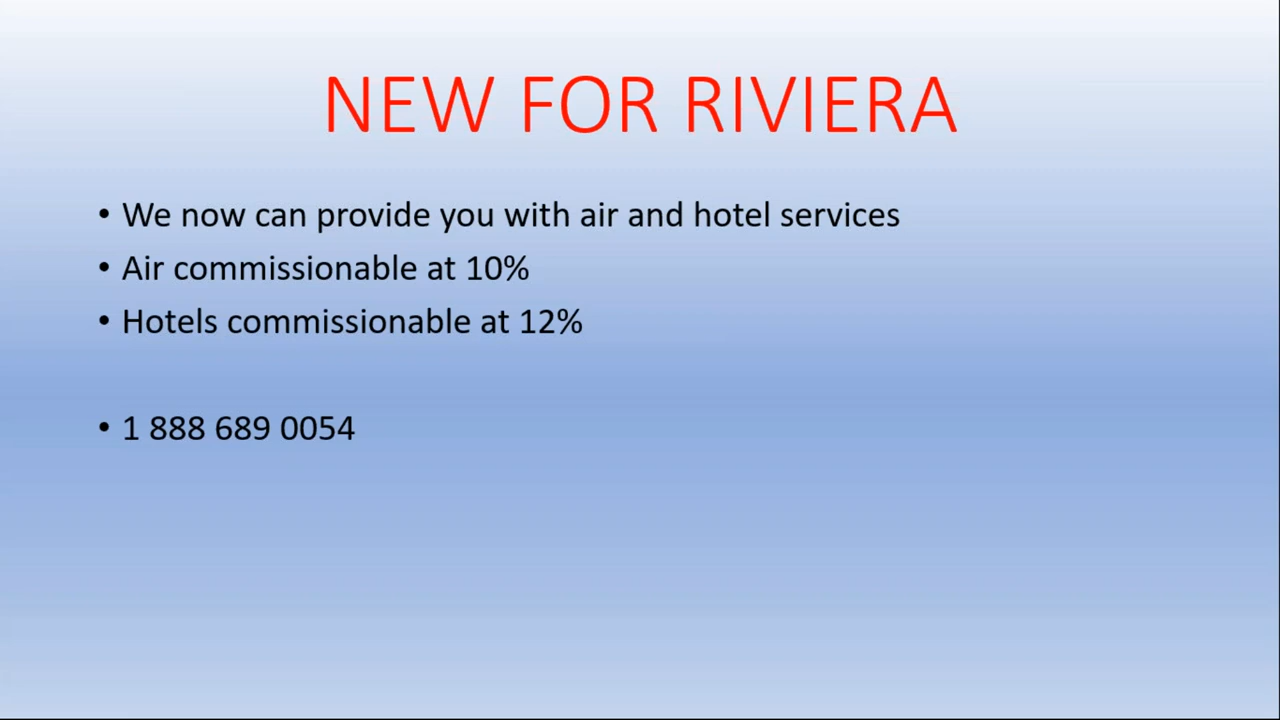 NEW FOR RIVIERA
• We now can provide you with air and hotel services
• Air commissionable at 10%
• Hotels commissionable at 12%
• 1 888 689 0054